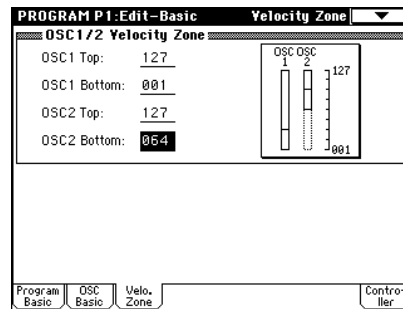 PROGRAM P1:Edit-Basic Velocity Zone
OSC1/2 Velocity Zone
OSC1 Top: 127
OSC1 Bottom: 001
OSC2 Top: 127
OSC2 Bottom: 064
OSC OSC
1 2
127
001
Program Basic
OSC Basic
Velo. Zone
Contro- ller